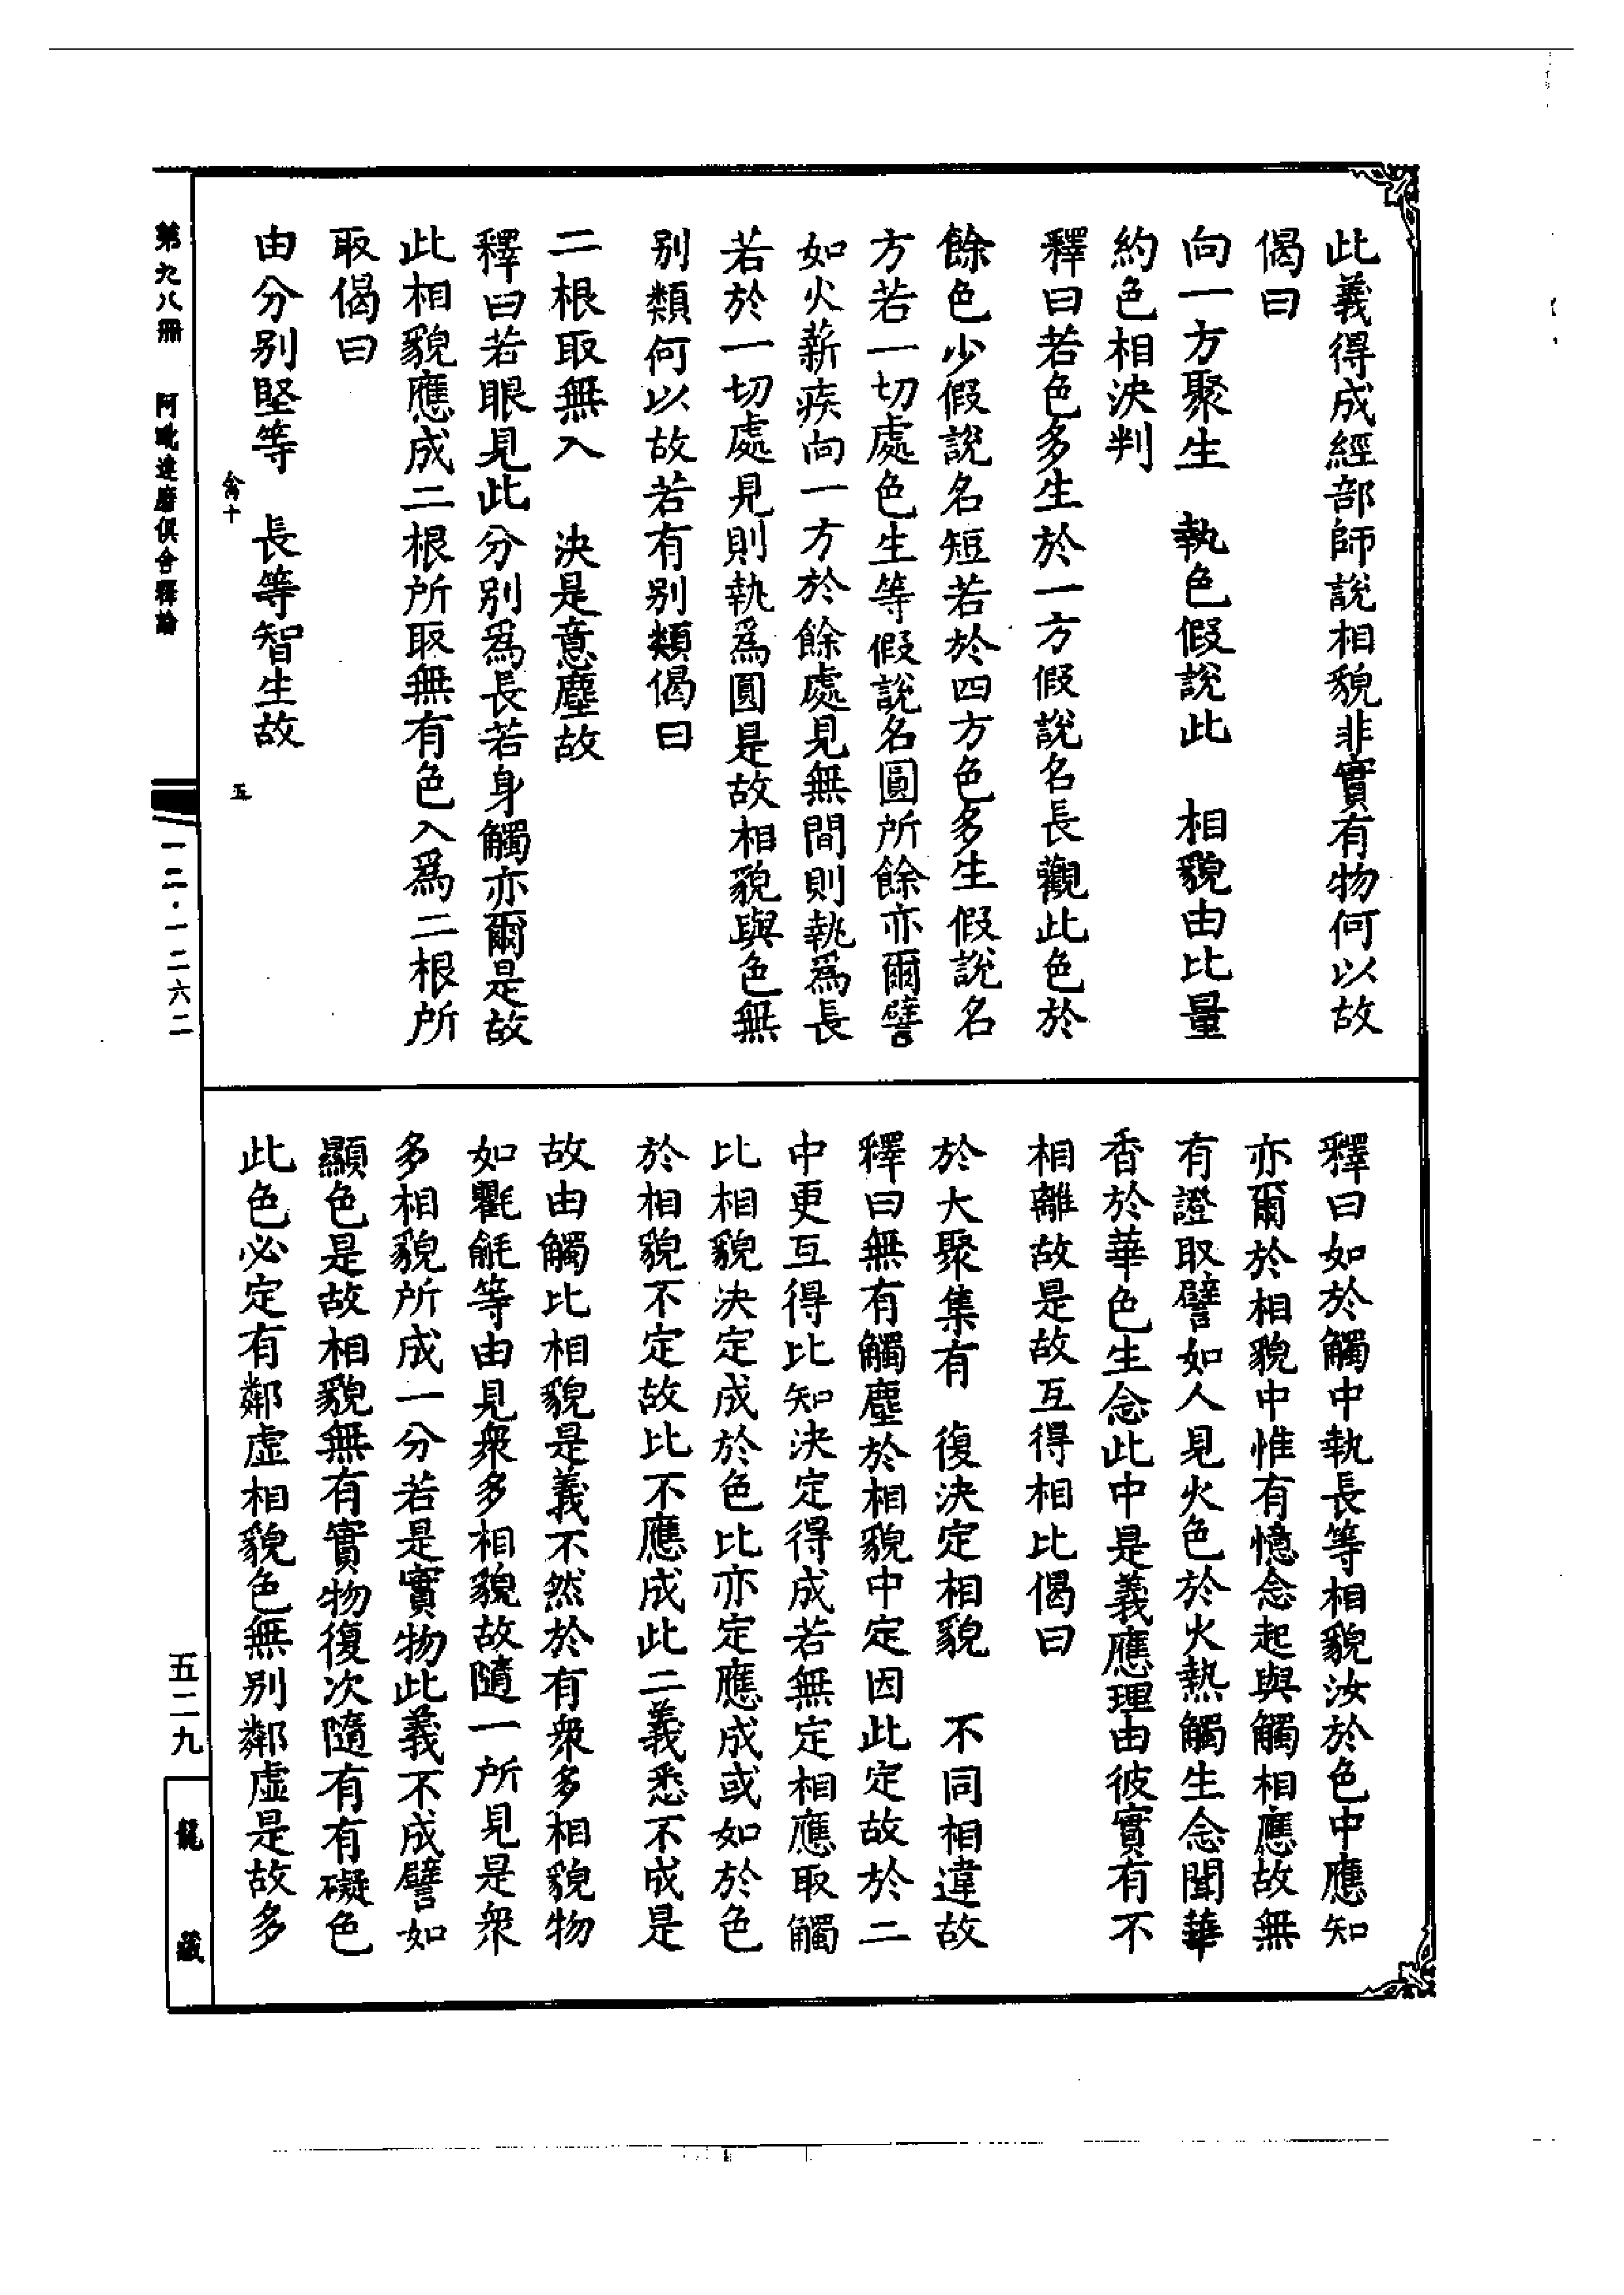 此義得成經部師說相貌非實有物何以故
偈曰
向一方聚生　執色假說此　相貌由比量
約色相決判
釋曰若色多生於一方假說名長觀此色於
餘色少假說名短若於四方色多生假說名
方若一切處色生等假說名圓所餘亦爾譬
如火薪疾向一方於餘處見無間則執為長
若於一切處見則執為圓是故相貌與色無
别類何以故若有别類偈曰
二根取無入　決是意塵故
釋曰若眼見此分别為長若身觸亦爾是故
此相貌應成二根所取無有色入為二根所
取偈曰
由分别堅等　長等智生故
釋曰如於觸中執長等相貌汝於色中應知
亦爾於相貌中惟有憶念起與觸相應故無
有證取譬如人見火色於火熱觸生念聞華
香於華色生念此中是義應理由彼實有不
相離故是故互得相比偈曰
於大聚集有　復決定相貌　不同相違故
釋曰無有觸塵於相貌中定因此定故於二
中更互得比知決定得成若無定相應取觸
比相貌決定成於色比亦定應成或如於色
於相貌不定故比不應成此二義悉不成是
故由觸比相貌是義不然於有衆多相貌物
如氍毹等由見衆多相貌故隨一所見是衆
多相貌所成一分若是實物此義不成譬如
顯色是故相貌無有實物復次隨有有礙色
此色必定有鄰虛相貌色無别鄰虛是故多
禽十
五
第九八冊　阿毗達磨俱舍釋論
一二·一二六二
五二九
龍藏